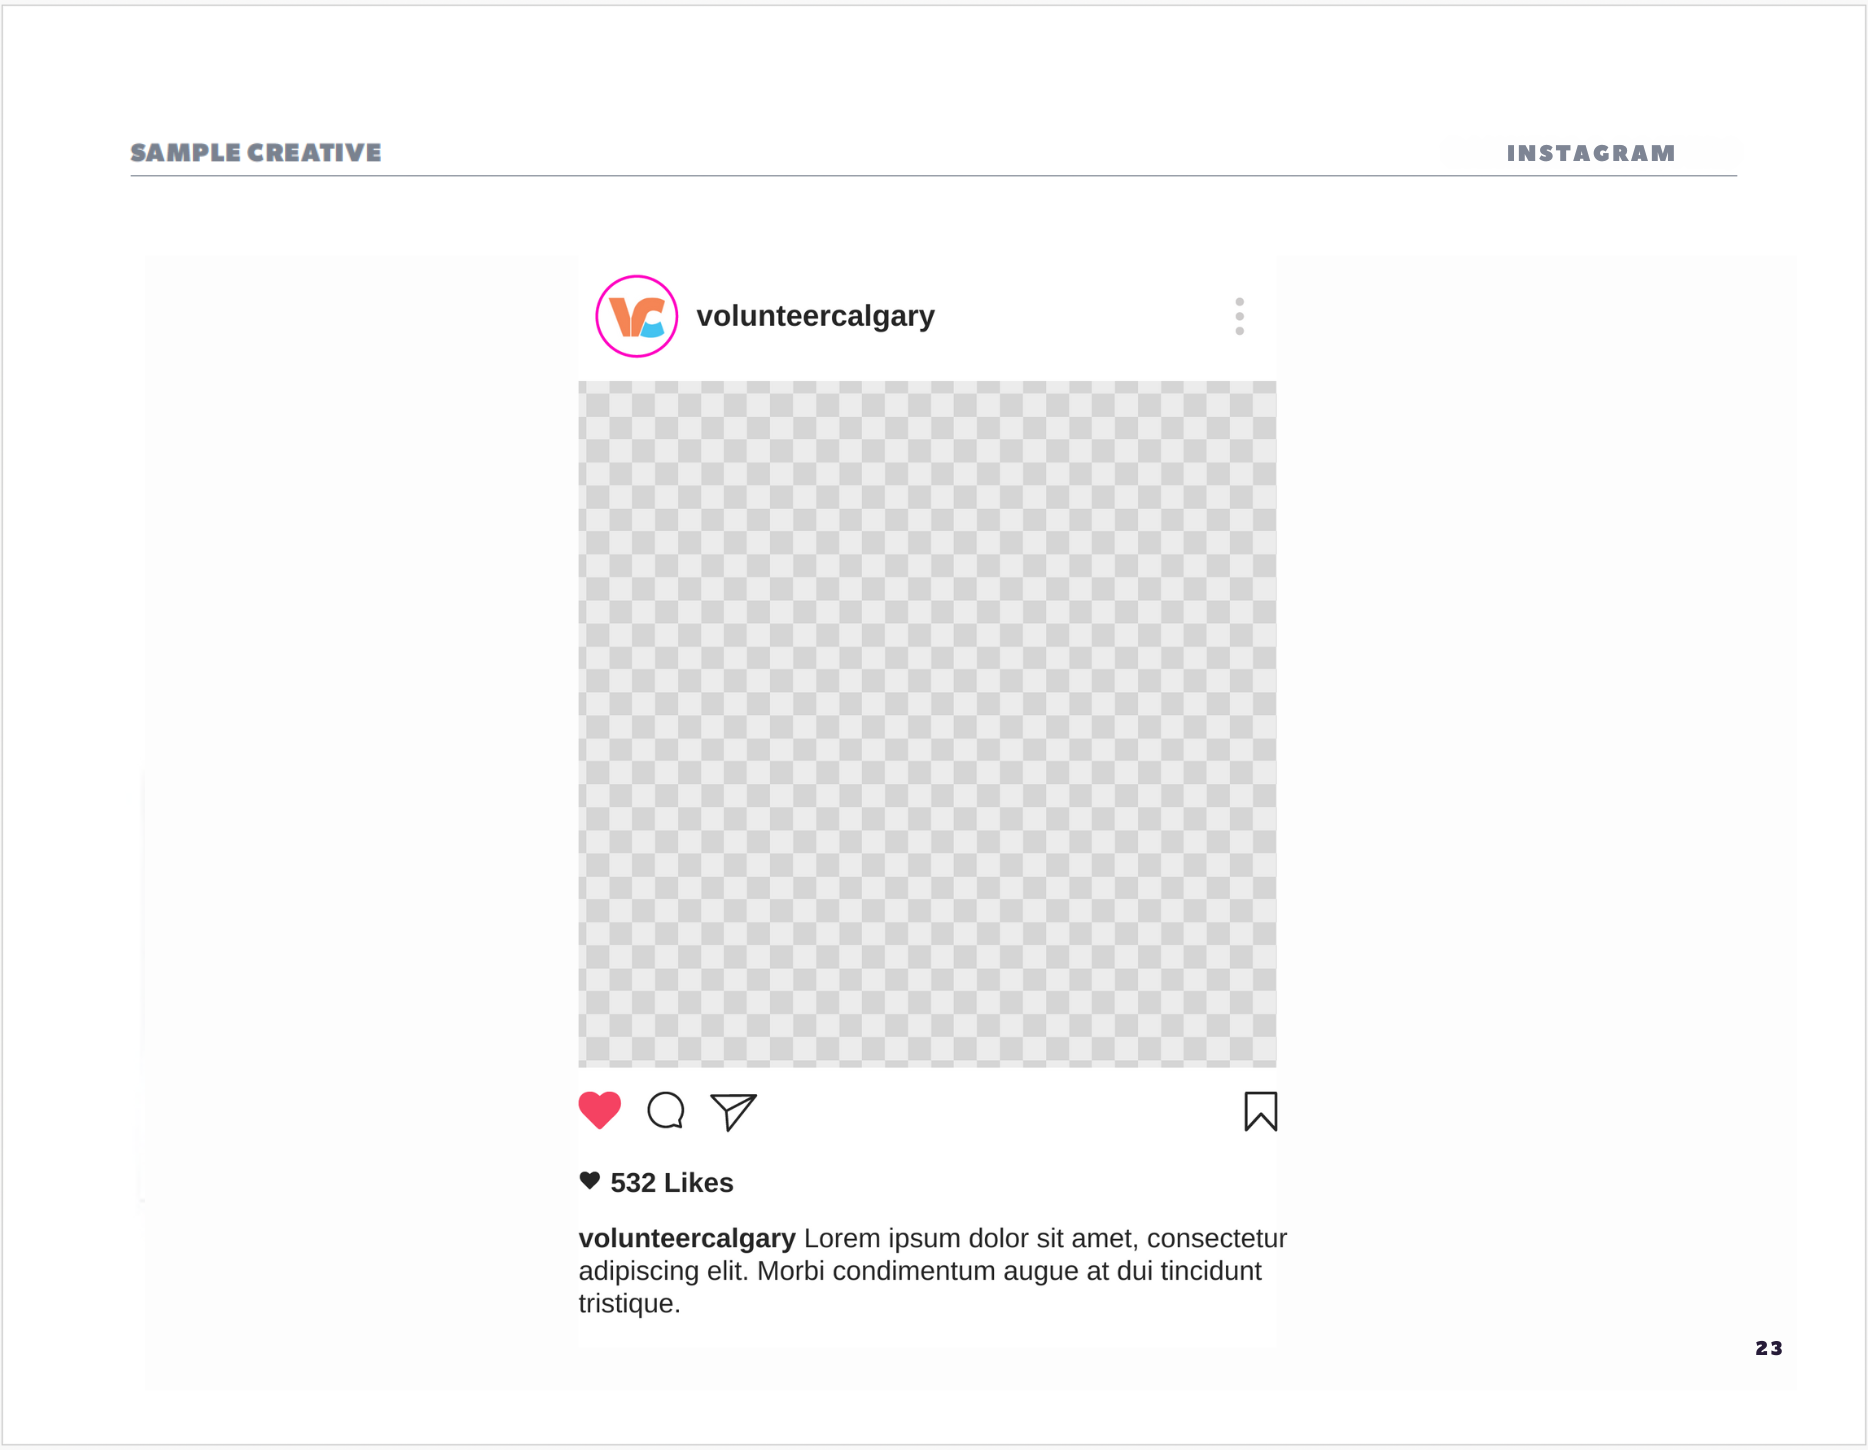 SAMPLE CREATIVE
INSTAGRAM
VC
volunteercalgary
532 Likes
volunteercalgary Lorem ipsum dolor sit amet, consectetur
adipiscing elit. Morbi condimentum augue at dui tincidunt
tristique.
23